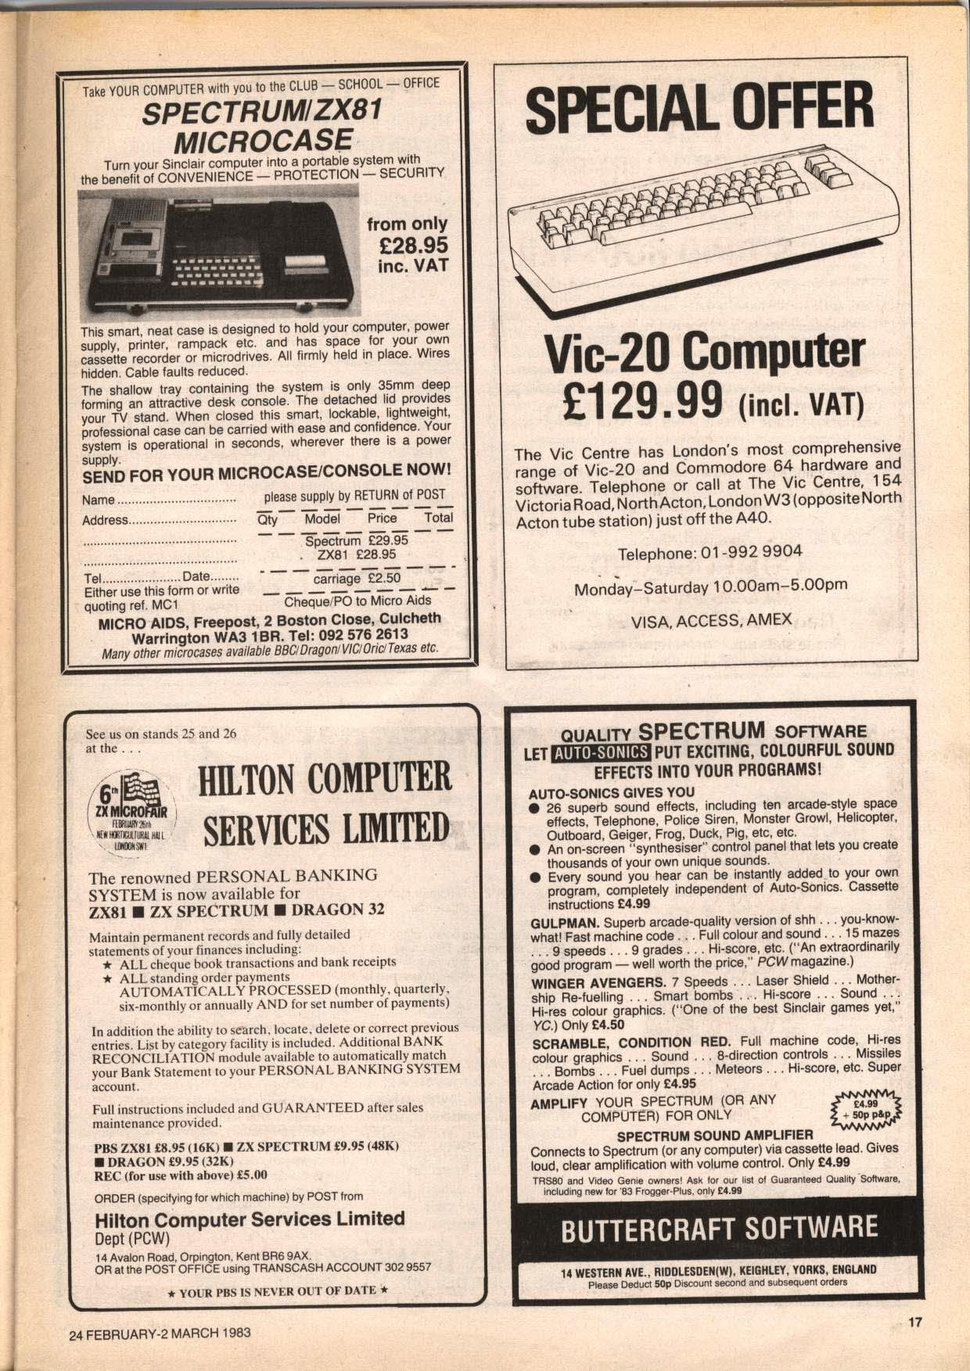 Take YOUR COMPUTER with you to the CLUB — SCHOOL — OFFICE
SPECTRUM/ZX81
MICROCASE
Turn your Sinclair computer into a portable system with
the benefit of CONVENIENCE — PROTECTION — SECURITY
from only
£28.95
inc. VAT
This smart, neat case is designed to hold your computer, power
supply, printer, rampack etc. and has space for your own
cassette recorder or microdrives. All firmly held in place. Wires
hidden. Cable faults reduced.
The shallow tray containing the system is only 35mm deep
forming an attractive desk console. The detached lid provides
your TV stand. When closed this smart, lockable, lightweight,
professional case can be carried with ease and confidence. Your
system is operational in seconds, wherever there is a power
supply.
SEND FOR YOUR MICROCASE/CONSOLE NOW!
Name.............................. please supply by RETURN of POST
Address........................... Qty Model Price Total
Spectrum £29.95
ZX81 £28.95
Tel......................Date........ carriage £2.50
Either use this form or write
quoting ref. MC1 Cheque/PO to Micro Aids
MICRO AIDS, Freepost, 2 Boston Close, Culcheth
Warrington WA3 1BR. Tel: 092 576 2613
Many other microcases available BBC/Dragon/VIC/Oric/Texas etc.
SPECIAL OFFER
Vic-20 Computer
£129.99 (incl. VAT)
The Vic Centre has London's most comprehensive
range of Vic-20 and Commodore 64 hardware and
software. Telephone or call at The Vic Centre, 154
Victoria Road, North Acton, London W3 (opposite North
Acton tube station) just off the A40.
Telephone: 01-992 9904
Monday–Saturday 10.00am–5.00pm
VISA, ACCESS, AMEX
See us on stands 25 and 26
at the . . .
6th
ZX MICROFAIR
FEBRUARY 26th
NEW HORTICULTURAL HALL
LONDON SW1
HILTON COMPUTER
SERVICES LIMITED
The renowned PERSONAL BANKING
SYSTEM is now available for
ZX81 ■ ZX SPECTRUM ■ DRAGON 32
Maintain permanent records and fully detailed
statements of your finances including:
★ ALL cheque book transactions and bank receipts
★ ALL standing order payments
AUTOMATICALLY PROCESSED (monthly, quarterly,
six-monthly or annually AND for set number of payments)
In addition the ability to search, locate, delete or correct previous
entries. List by category facility is included. Additional BANK
RECONCILIATION module available to automatically match
your Bank Statement to your PERSONAL BANKING SYSTEM
account.
Full instructions included and GUARANTEED after sales
maintenance provided.
PBS ZX81 £8.95 (16K) ■ ZX SPECTRUM £9.95 (48K)
■ DRAGON £9.95 (32K)
REC (for use with above) £5.00
ORDER (specifying for which machine) by POST from
Hilton Computer Services Limited
Dept (PCW)
14 Avalon Road, Orpington, Kent BR6 9AX.
OR at the POST OFFICE using TRANSCASH ACCOUNT 302 9557
★ YOUR PBS IS NEVER OUT OF DATE ★
QUALITY SPECTRUM SOFTWARE
LET AUTO-SONICS PUT EXCITING, COLOURFUL SOUND
EFFECTS INTO YOUR PROGRAMS!
AUTO-SONICS GIVES YOU
● 26 superb sound effects, including ten arcade-style space
effects, Telephone, Police Siren, Monster Growl, Helicopter,
Outboard, Geiger, Frog, Duck, Pig, etc, etc.
● An on-screen "synthesiser" control panel that lets you create
thousands of your own unique sounds.
● Every sound you hear can be instantly added to your own
program, completely independent of Auto-Sonics. Cassette
instructions £4.99
GULPMAN. Superb arcade-quality version of shh . . . you-know-
what! Fast machine code . . . Full colour and sound . . . 15 mazes
. . . 9 speeds . . . 9 grades . . . Hi-score, etc. ("An extraordinarily
good program — well worth the price," PCW magazine.)
WINGER AVENGERS. 7 Speeds . . . Laser Shield . . . Mother-
ship Re-fuelling . . . Smart bombs . . . Hi-score . . . Sound . . .
Hi-res colour graphics. ("One of the best Sinclair games yet,"
YC.) Only £4.50
SCRAMBLE, CONDITION RED. Full machine code, Hi-res
colour graphics . . . Sound . . . 8-direction controls . . . Missiles
. . . Bombs . . . Fuel dumps . . . Meteors . . . Hi-score, etc. Super
Arcade Action for only £4.95
AMPLIFY YOUR SPECTRUM (OR ANY
COMPUTER) FOR ONLY
£4.99
+ 50p p&p
SPECTRUM SOUND AMPLIFIER
Connects to Spectrum (or any computer) via cassette lead. Gives
loud, clear amplification with volume control. Only £4.99
TRS80 and Video Genie owners! Ask for our list of Guaranteed Quality Software,
including new for '83 Frogger-Plus, only £4.99
BUTTERCRAFT SOFTWARE
14 WESTERN AVE., RIDDLESDEN(W), KEIGHLEY, YORKS, ENGLAND
Please Deduct 50p Discount second and subsequent orders
24 FEBRUARY-2 MARCH 1983
17